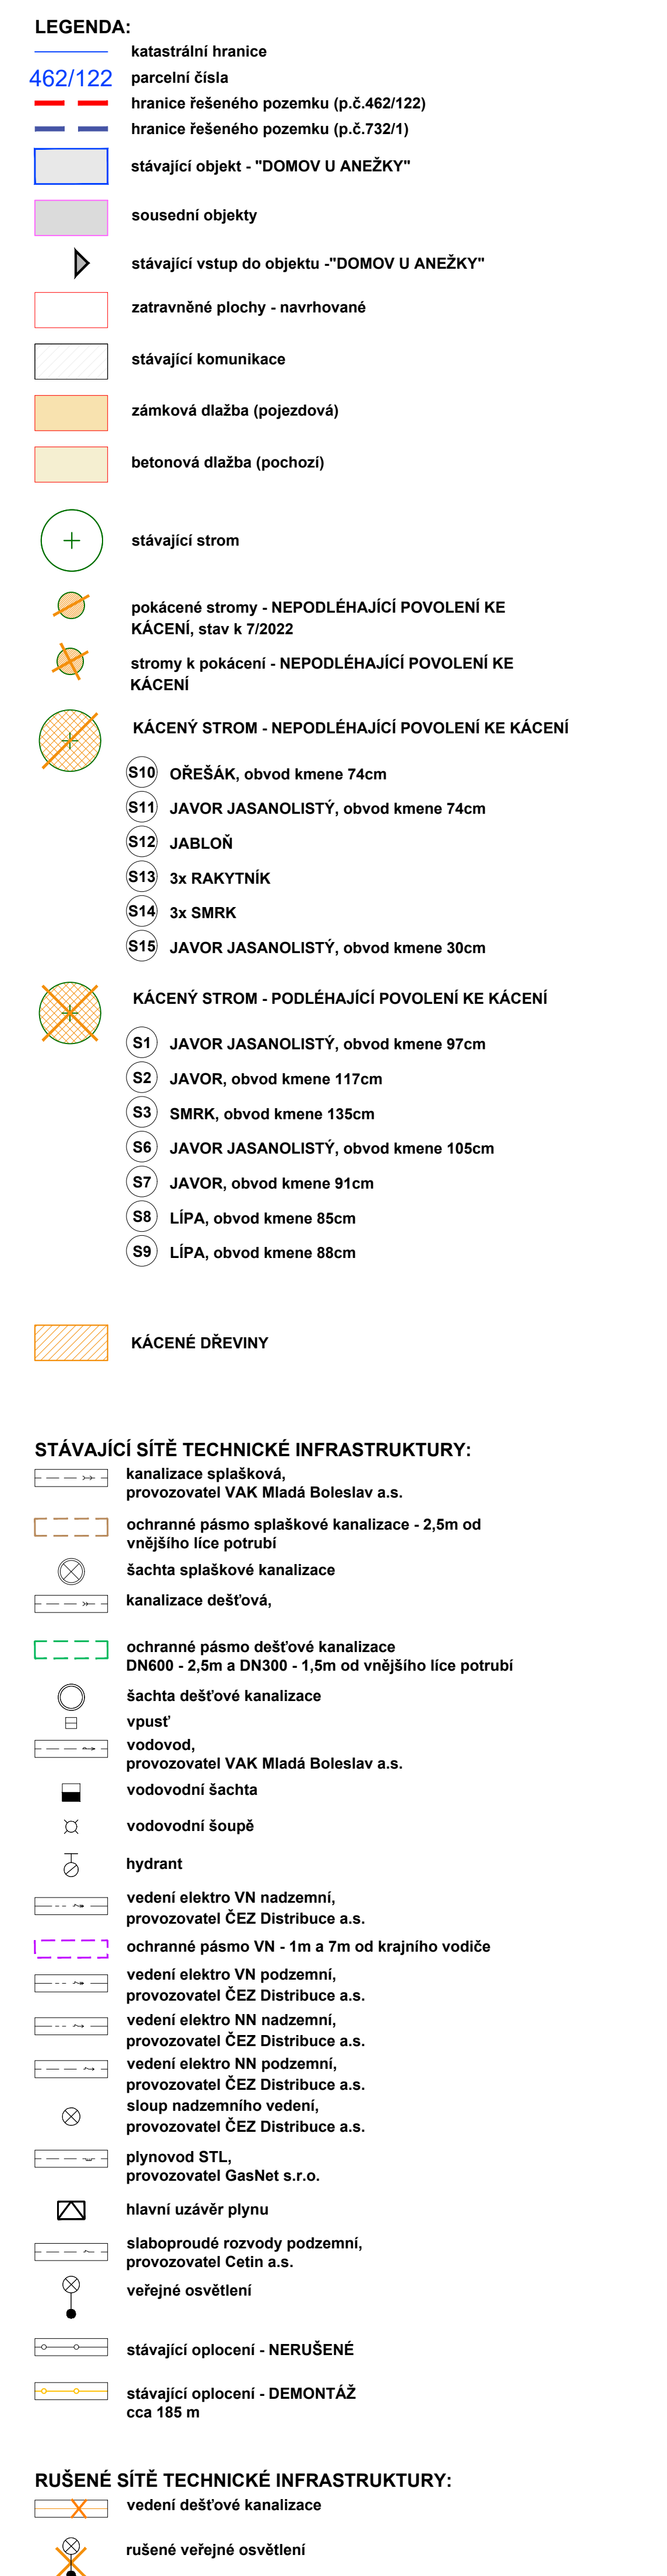 LEGENDA:
katastrální hranice
462/122 parcelní čísla
hranice řešeného pozemku (p.č.462/122)
hranice řešeného pozemku (p.č.732/1)
stávající objekt - "DOMOV U ANEŽKY"
sousední objekty
stávající vstup do objektu -"DOMOV U ANEŽKY"
zatravněné plochy - navrhované
stávající komunikace
zámková dlažba (pojezdová)
betonová dlažba (pochozí)
stávající strom
pokácené stromy - NEPODLÉHAJÍCÍ POVOLENÍ KE
KÁCENÍ, stav k 7/2022
stromy k pokácení - NEPODLÉHAJÍCÍ POVOLENÍ KE
KÁCENÍ
KÁCENÝ STROM - NEPODLÉHAJÍCÍ POVOLENÍ KE KÁCENÍ
S10 OŘEŠÁK, obvod kmene 74cm
S11 JAVOR JASANOLISTÝ, obvod kmene 74cm
S12 JABLOŇ
S13 3x RAKYTNÍK
S14 3x SMRK
S15 JAVOR JASANOLISTÝ, obvod kmene 30cm
KÁCENÝ STROM - PODLÉHAJÍCÍ POVOLENÍ KE KÁCENÍ
S1 JAVOR JASANOLISTÝ, obvod kmene 97cm
S2 JAVOR, obvod kmene 117cm
S3 SMRK, obvod kmene 135cm
S6 JAVOR JASANOLISTÝ, obvod kmene 105cm
S7 JAVOR, obvod kmene 91cm
S8 LÍPA, obvod kmene 85cm
S9 LÍPA, obvod kmene 88cm
KÁCENÉ DŘEVINY
STÁVAJÍCÍ SÍTĚ TECHNICKÉ INFRASTRUKTURY:
kanalizace splašková,
provozovatel VAK Mladá Boleslav a.s.
ochranné pásmo splaškové kanalizace - 2,5m od
vnějšího líce potrubí
šachta splaškové kanalizace
kanalizace dešťová,
ochranné pásmo dešťové kanalizace
DN600 - 2,5m a DN300 - 1,5m od vnějšího líce potrubí
šachta dešťové kanalizace
vpusť
vodovod,
provozovatel VAK Mladá Boleslav a.s.
vodovodní šachta
vodovodní šoupě
hydrant
vedení elektro VN nadzemní,
provozovatel ČEZ Distribuce a.s.
ochranné pásmo VN - 1m a 7m od krajního vodiče
vedení elektro VN podzemní,
provozovatel ČEZ Distribuce a.s.
vedení elektro NN nadzemní,
provozovatel ČEZ Distribuce a.s.
vedení elektro NN podzemní,
provozovatel ČEZ Distribuce a.s.
sloup nadzemního vedení,
provozovatel ČEZ Distribuce a.s.
plynovod STL,
provozovatel GasNet s.r.o.
hlavní uzávěr plynu
slaboproudé rozvody podzemní,
provozovatel Cetin a.s.
veřejné osvětlení
stávající oplocení - NERUŠENÉ
stávající oplocení - DEMONTÁŽ
cca 185 m
RUŠENÉ SÍTĚ TECHNICKÉ INFRASTRUKTURY:
vedení dešťové kanalizace
rušené veřejné osvětlení